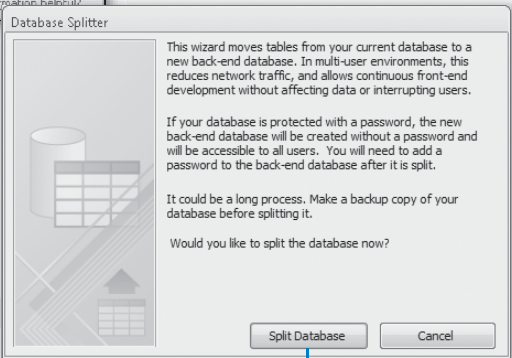 rmation helpful?
Database Splitter
This wizard moves tables from your current database to a
new back-end database. In multi-user environments, this
reduces network traffic, and allows continuous front-end
development without affecting data or interrupting users.
If your database is protected with a password, the new
back-end database will be created without a password and
will be accessible to all users.  You will need to add a
password to the back-end database after it is split.
It could be a long process. Make a backup copy of your
database before splitting it.
Would you like to split the database now?
Split Database
Cancel